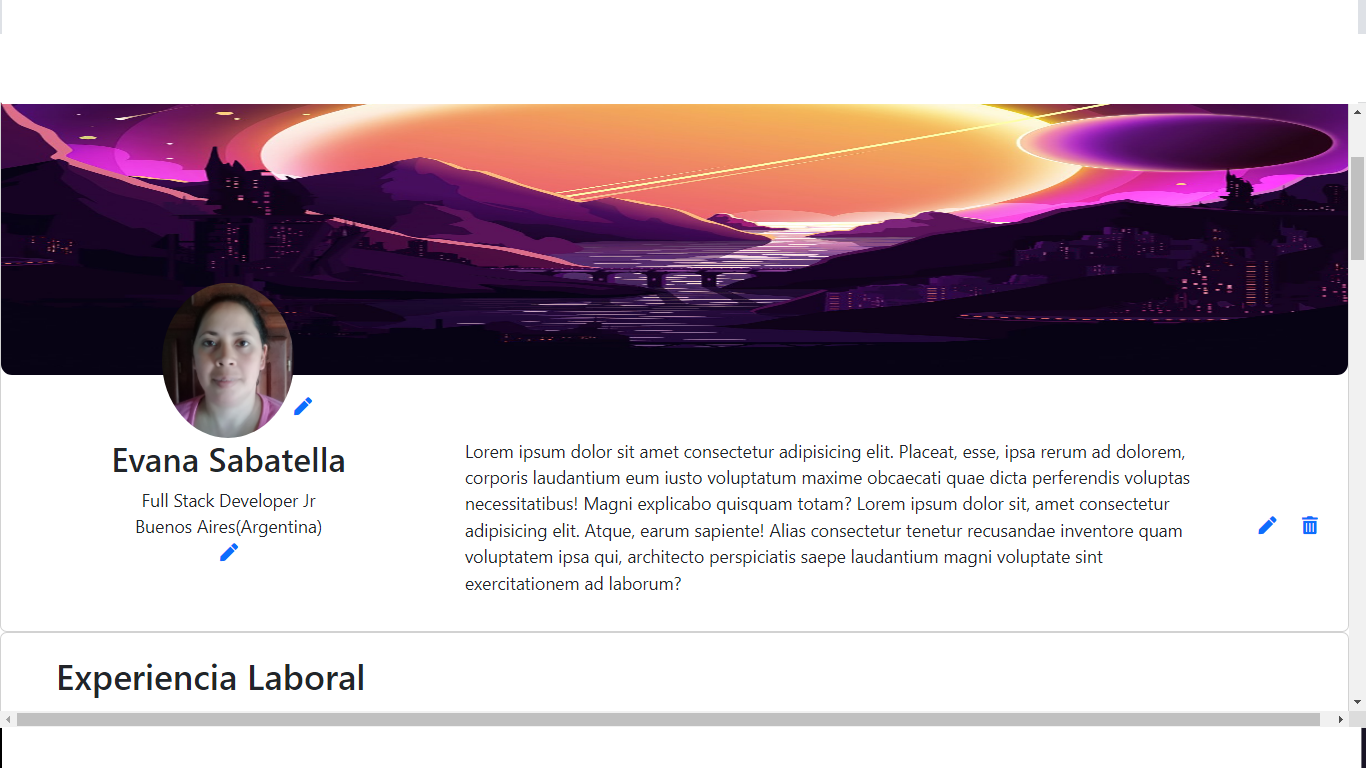 Evana Sabatella
Full Stack Developer Jr
Buenos Aires(Argentina)
Lorem ipsum dolor sit amet consectetur adipisicing elit. Placeat, esse, ipsa rerum ad dolorem,
corporis laudantium eum iusto voluptatum maxime obcaecati quae dicta perferendis voluptas
necessitatibus! Magni explicabo quisquam totam? Lorem ipsum dolor sit, amet consectetur
adipisicing elit. Atque, earum sapiente! Alias consectetur tenetur recusandae inventore quam
voluptatem ipsa qui, architecto perspiciatis saepe laudantium magni voluptate sint
exercitationem ad laborum?
Experiencia Laboral